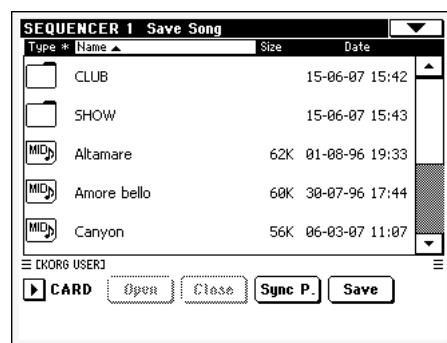 SEQUENCER 1 Save Song
Type * Name ▲ Size Date
CLUB 15-06-07 15:42
SHOW 15-06-07 15:43
MID Altamare 62K 01-08-96 19:33
MID Amore bello 60K 30-07-96 17:44
MID Canyon 56K 06-03-07 11:07
[KORG USER]
CARD Open Close Sync P. Save